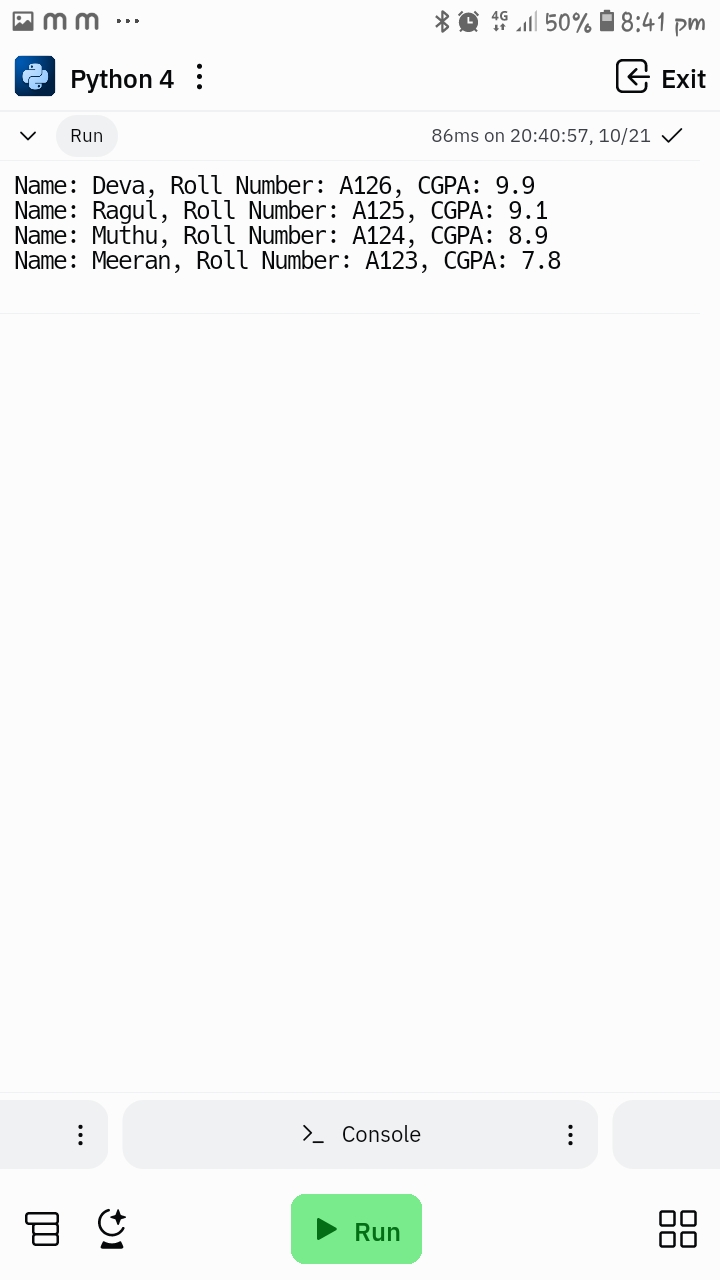 50% 8:41 pm
4G
Python 4
Exit
Run
86ms on 20:40:57, 10/21
Name: Deva, Roll Number: A126, CGPA: 9.9
Name: Ragul, Roll Number: A125, CGPA: 9.1
Name: Muthu, Roll Number: A124, CGPA: 8.9
Name: Meeran, Roll Number: A123, CGPA: 7.8
Console
Run